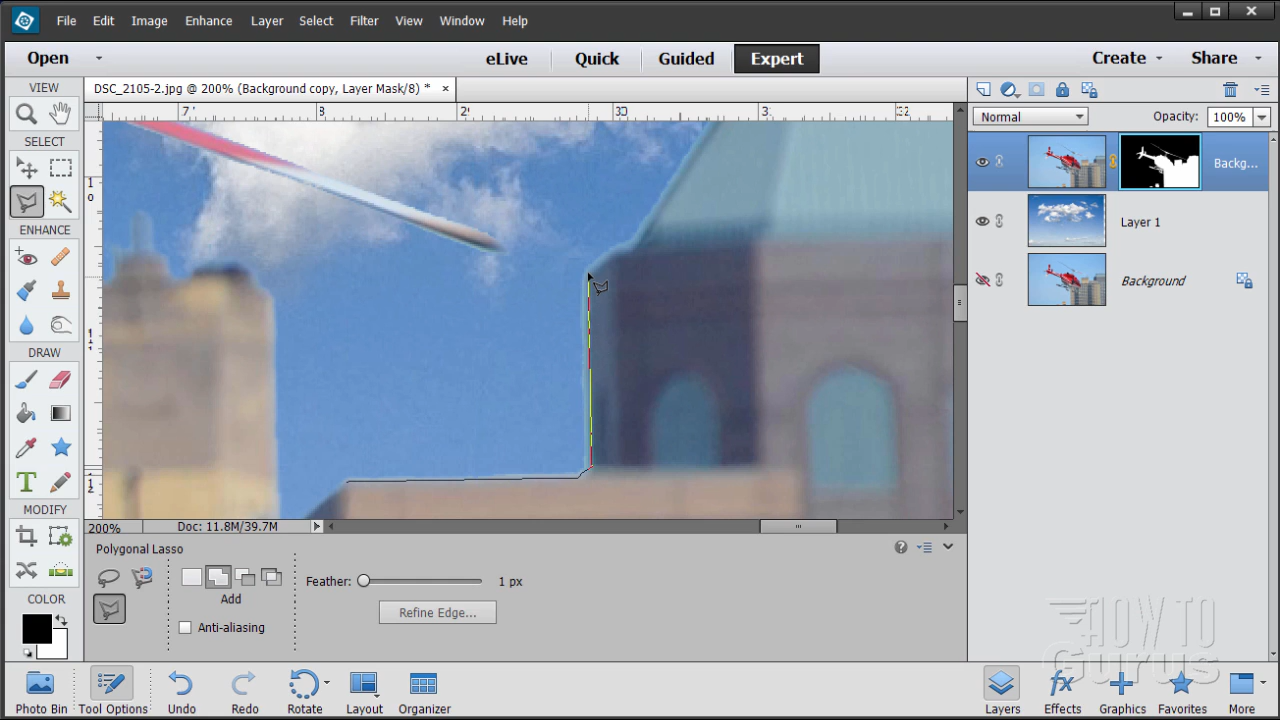 File Edit Image Enhance Layer Select Filter View Window Help
Open eLive Quick Guided Expert Create Share
VIEW
DSC_2105-2.jpg @ 200% (Background copy, Layer Mask/8) * ×
8
Normal Opacity: 100%
SELECT
Backg...
Layer 1
ENHANCE
Background
DRAW
MODIFY
200% Doc: 11.8M/39.7M
Polygonal Lasso
Feather: 1 px
COLOR
Add
Refine Edge...
Anti-aliasing
HOW TO
Gurus
Photo Bin Tool Options Undo Redo Rotate Layout Organizer Layers Effects Graphics Favorites More